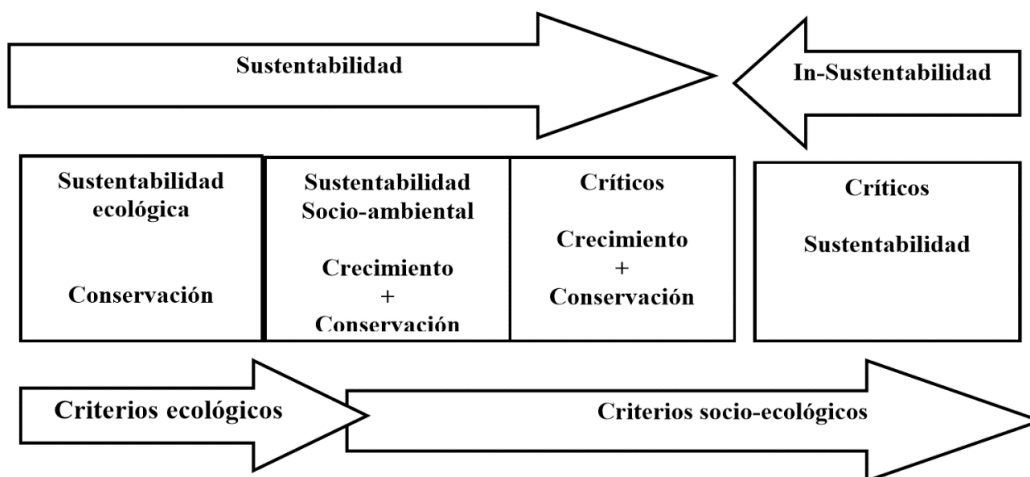 Sustentabilidad
In-Sustentabilidad
Sustentabilidad
ecológica
Conservación
Sustentabilidad
Socio-ambiental
Crecimiento
+
Conservación
Críticos
Crecimiento
+
Conservación
Críticos
Sustentabilidad
Criterios ecológicos
Criterios socio-ecológicos